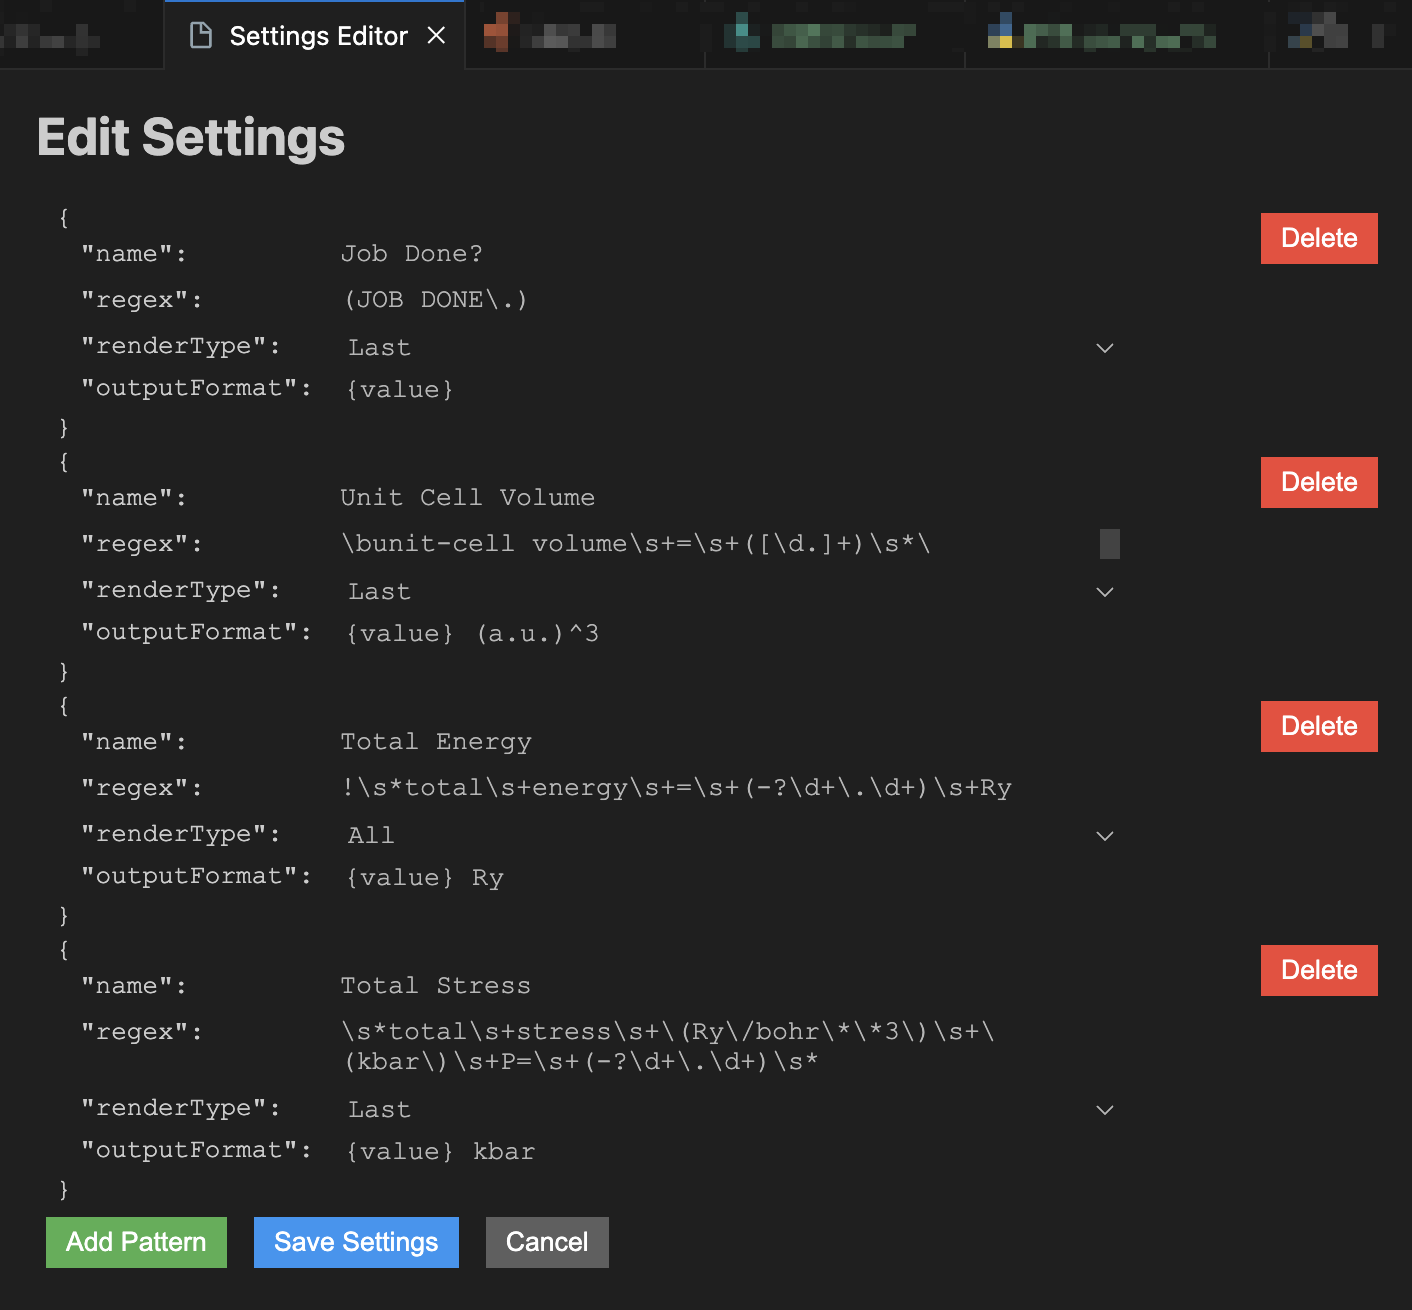 Settings Editor
Edit Settings
{
Delete
"name": Job Done?
"regex": (JOB DONE\.)
"renderType": Last
"outputFormat": {value}
}
{
Delete
"name": Unit Cell Volume
"regex": \bunit-cell volume\s+=\s+([\d.]+)\s*\
"renderType": Last
"outputFormat": {value} (a.u.)^3
}
{
Delete
"name": Total Energy
"regex": !\s*total\s+energy\s+=\s+(-?\d+\.\d+)\s+Ry
"renderType": All
"outputFormat": {value} Ry
}
{
Delete
"name": Total Stress
"regex": \s*total\s+stress\s+\(Ry\/bohr\*\*3\)\s+\
(kbar\)\s+P=\s+(-?\d+\.\d+)\s*
"renderType": Last
"outputFormat": {value} kbar
}
Add Pattern Save Settings Cancel